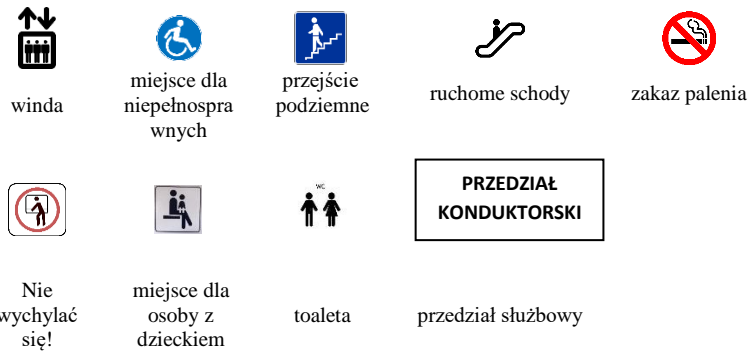 winda
miejsce dla
niepełnospra
wnych
przejście
podziemne
ruchome schody
zakaz palenia
WC
PRZEDZIAŁ
KONDUKTORSKI
Nie
wychylać
się!
miejsce dla
osoby z
dzieckiem
toaleta
przedział służbowy